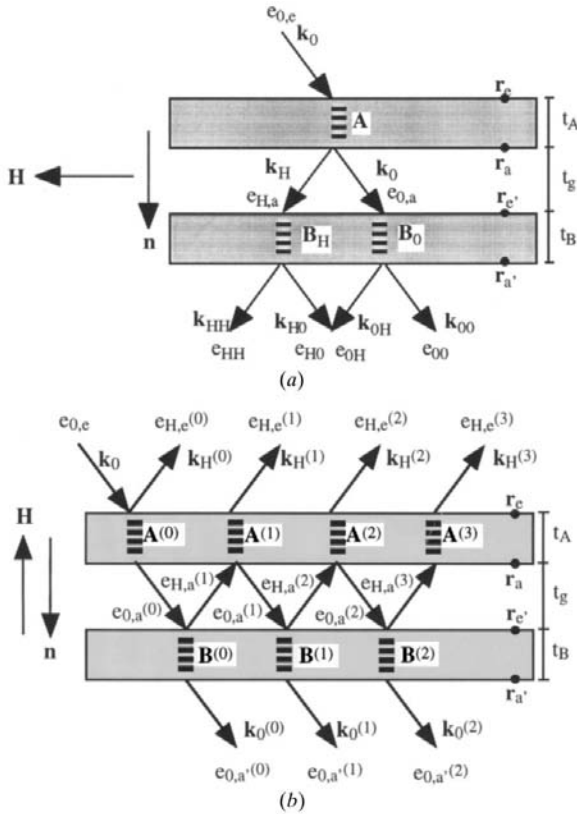 e0,e
k0
re
A
tA
kH
k0
ra
H
eH,a
e0,a
tg
re'
n
BH
B0
tB
ra'
kHH
kH0
k0H
k00
eHH
eH0
e0H
e00
(a)
e0,e
eH,e(0)
eH,e(1)
eH,e(2)
eH,e(3)
k0
kH(0)
kH(1)
kH(2)
kH(3)
re
H
A(0)
A(1)
A(2)
A(3)
tA
eH,a(1)
eH,a(2)
eH,a(3)
ra
e0,a(0)
e0,a(1)
e0,a(2)
tg
re'
n
B(0)
B(1)
B(2)
tB
ra'
k0(0)
k0(1)
k0(2)
e0,a'(0)
e0,a'(1)
e0,a'(2)
(b)